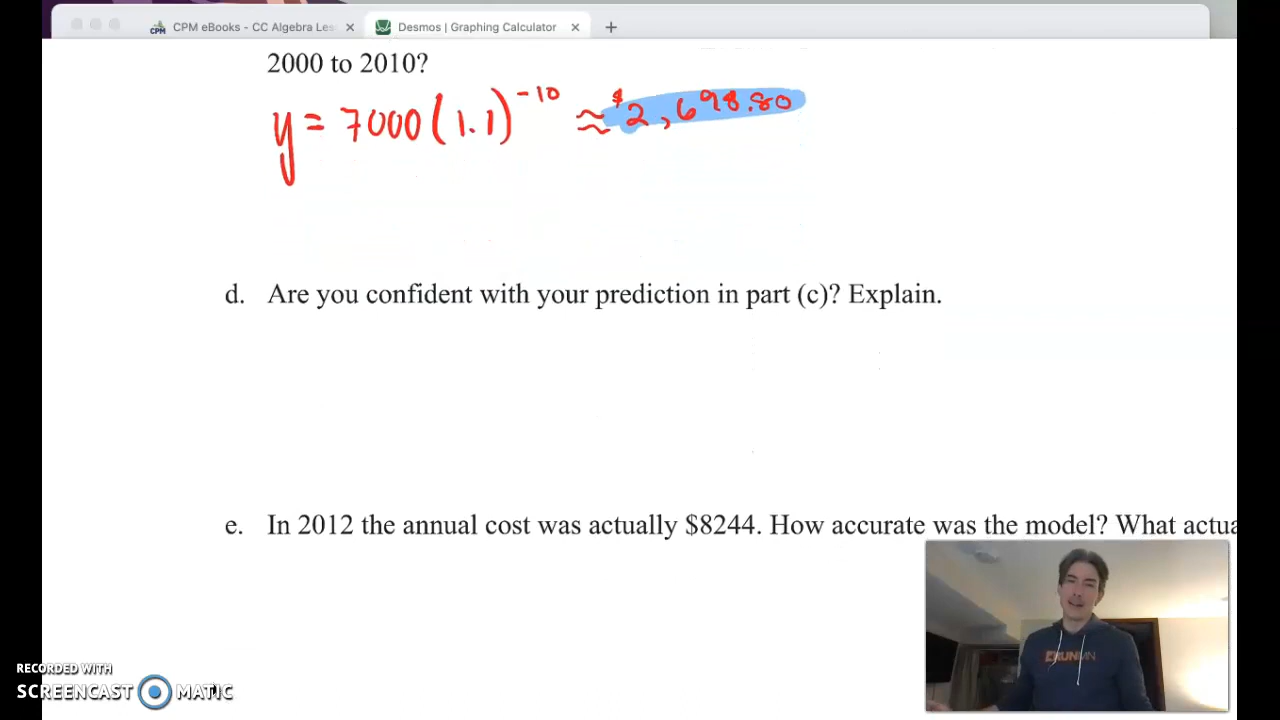 CPM CPM eBooks - CC Algebra Les
Desmos | Graphing Calculator
2000 to 2010?
y = 7000(1.1)^-10 ≈ $2,698.80
d. Are you confident with your prediction in part (c)? Explain.
e. In 2012 the annual cost was actually $8244. How accurate was the model? What actua
RECORDED WITH
SCREENCAST MATIC